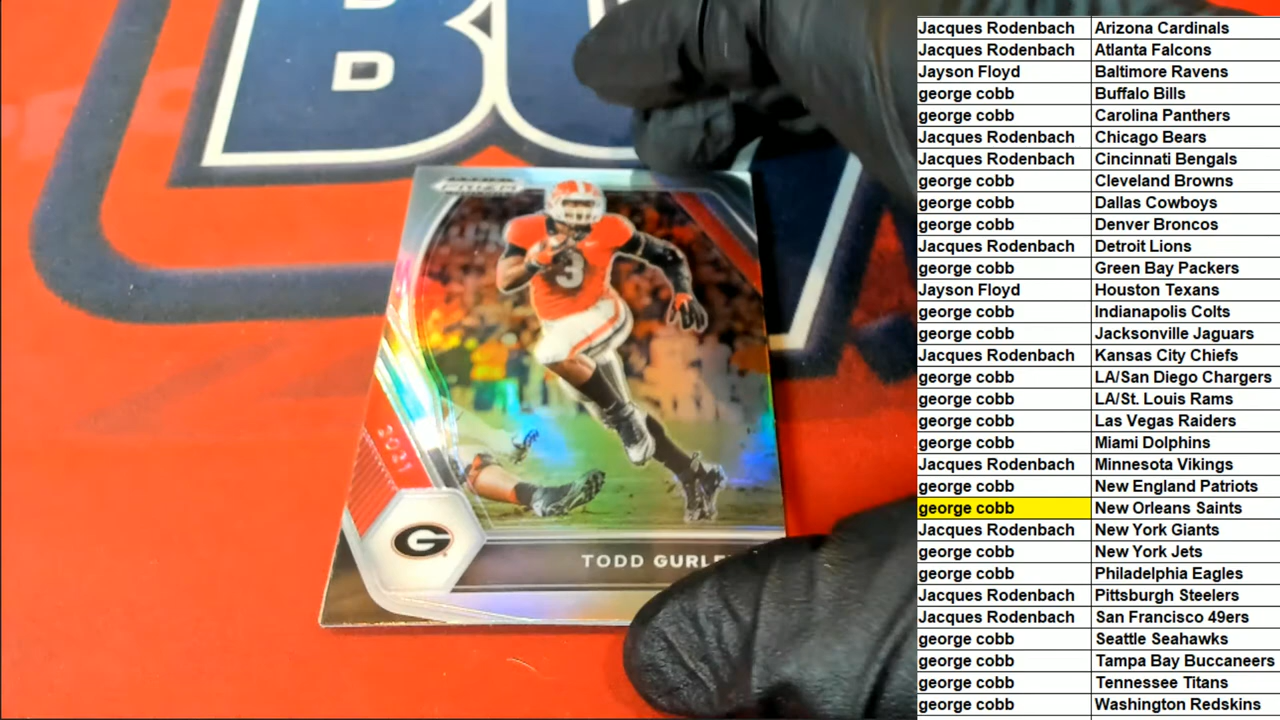 B
PRIZM
3
2021
G
TODD GURLE
Jacques Rodenbach Arizona Cardinals
Jacques Rodenbach Atlanta Falcons
Jayson Floyd Baltimore Ravens
george cobb Buffalo Bills
george cobb Carolina Panthers
Jacques Rodenbach Chicago Bears
Jacques Rodenbach Cincinnati Bengals
george cobb Cleveland Browns
george cobb Dallas Cowboys
george cobb Denver Broncos
Jacques Rodenbach Detroit Lions
george cobb Green Bay Packers
Jayson Floyd Houston Texans
george cobb Indianapolis Colts
george cobb Jacksonville Jaguars
Jacques Rodenbach Kansas City Chiefs
george cobb LA/San Diego Chargers
george cobb LA/St. Louis Rams
george cobb Las Vegas Raiders
george cobb Miami Dolphins
Jacques Rodenbach Minnesota Vikings
george cobb New England Patriots
george cobb New Orleans Saints
Jacques Rodenbach New York Giants
george cobb New York Jets
george cobb Philadelphia Eagles
Jacques Rodenbach Pittsburgh Steelers
Jacques Rodenbach San Francisco 49ers
george cobb Seattle Seahawks
george cobb Tampa Bay Buccaneers
george cobb Tennessee Titans
george cobb Washington Redskins